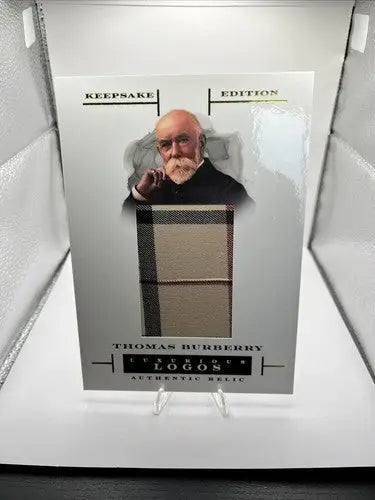 KEEPSAKE EDITION
THOMAS BURBERRY
LUXURIOUS
LOGOS
AUTHENTIC RELIC